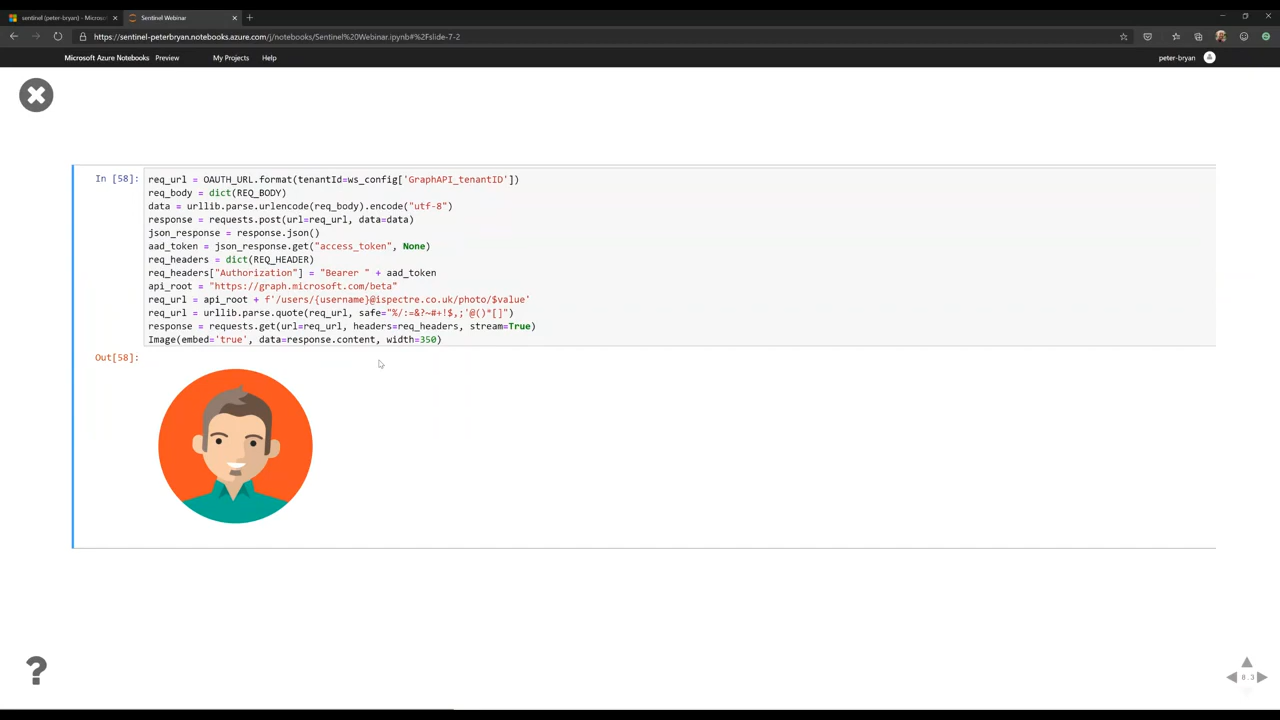 sentinel (peter-bryan) - Microso
Sentinel Webinar
https://sentinel-peterbryan.notebooks.azure.com/j/notebooks/Sentinel%20Webinar.ipynb#%2Fslide-7-2
Microsoft Azure Notebooks Preview My Projects Help peter-bryan
In [58]:
req_url = OAUTH_URL.format(tenantId=ws_config['GraphAPI_tenantID'])
req_body = dict(REQ_BODY)
data = urllib.parse.urlencode(req_body).encode("utf-8")
response = requests.post(url=req_url, data=data)
json_response = response.json()
aad_token = json_response.get("access_token", None)
req_headers = dict(REQ_HEADER)
req_headers["Authorization"] = "Bearer " + aad_token
api_root = "https://graph.microsoft.com/beta"
req_url = api_root + f'/users/{username}@ispectre.co.uk/photo/$value'
req_url = urllib.parse.quote(req_url, safe="%/:=&?~#+!$,;'@()*[]")
response = requests.get(url=req_url, headers=req_headers, stream=True)
Image(embed='true', data=response.content, width=350)
Out[58]:
?
8.3